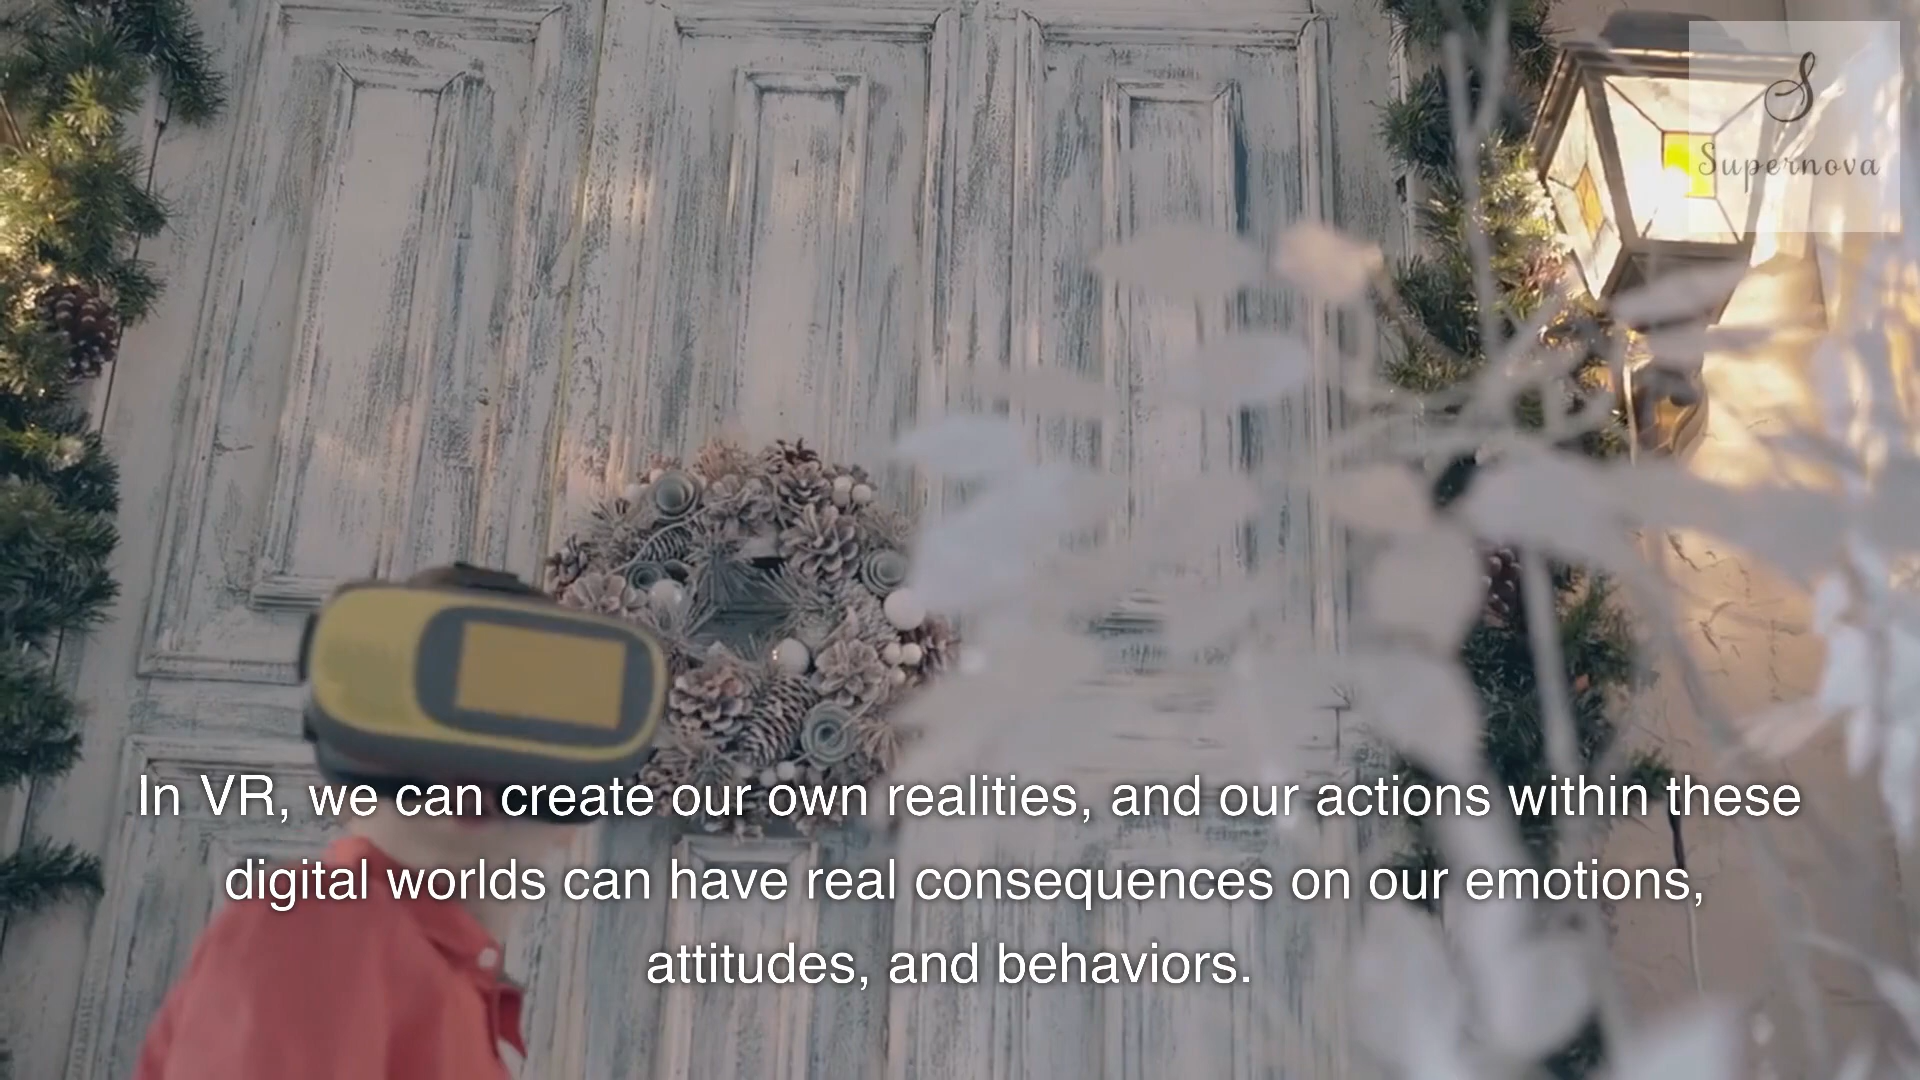 S
Supernova
In VR, we can create our own realities, and our actions within these
digital worlds can have real consequences on our emotions,
attitudes, and behaviors.